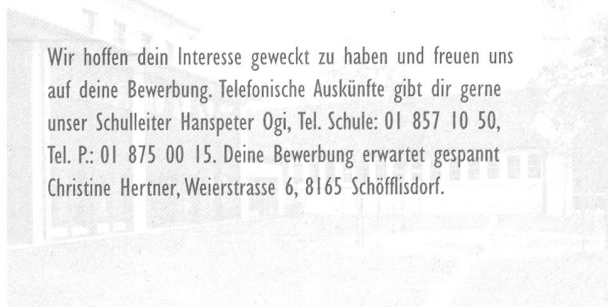 Wir hoffen dein Interesse geweckt zu haben und freuen uns
auf deine Bewerbung. Telefonische Auskünfte gibt dir gerne
unser Schulleiter Hanspeter Ogi, Tel. Schule: 01 857 10 50,
Tel. P.: 01 875 00 15. Deine Bewerbung erwartet gespannt
Christine Hertner, Weierstrasse 6, 8165 Schöfflisdorf.